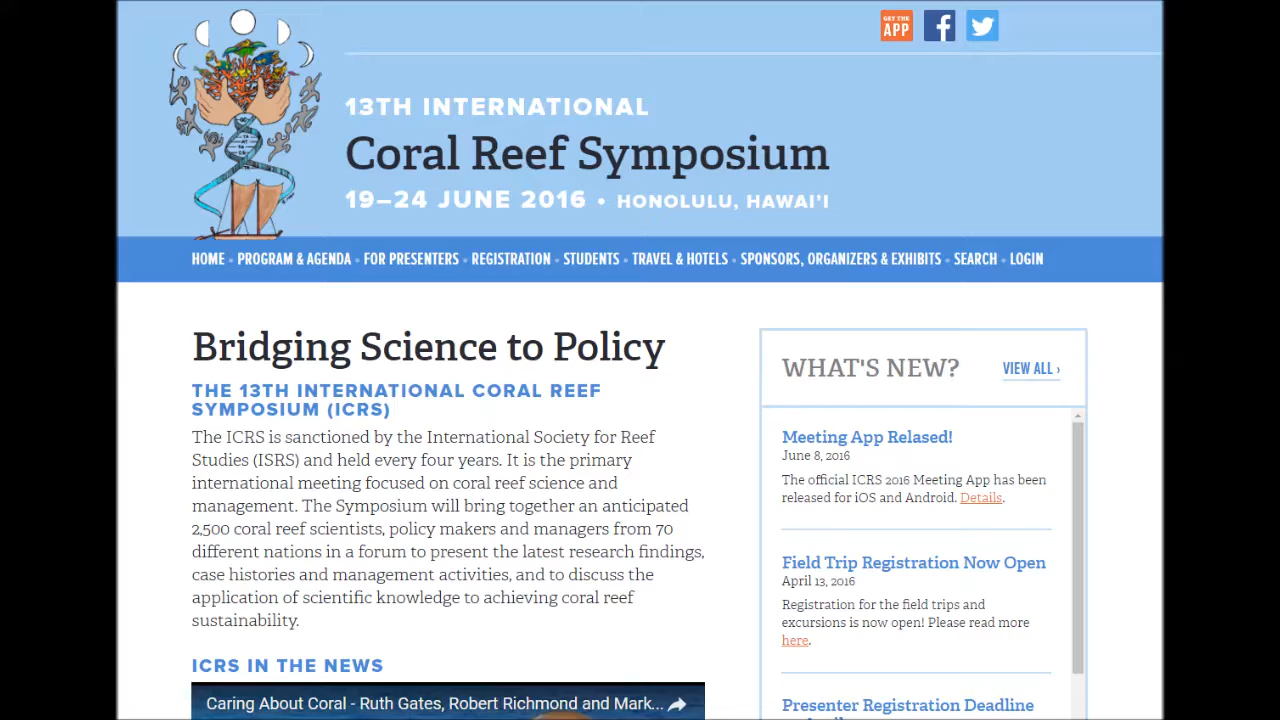 GET THE
APP
13TH INTERNATIONAL
Coral Reef Symposium
19–24 JUNE 2016 • HONOLULU, HAWAI'I
HOME • PROGRAM & AGENDA • FOR PRESENTERS • REGISTRATION • STUDENTS • TRAVEL & HOTELS • SPONSORS, ORGANIZERS & EXHIBITS • SEARCH • LOGIN
Bridging Science to Policy
THE 13TH INTERNATIONAL CORAL REEF
SYMPOSIUM (ICRS)
The ICRS is sanctioned by the International Society for Reef
Studies (ISRS) and held every four years. It is the primary
international meeting focused on coral reef science and
management. The Symposium will bring together an anticipated
2,500 coral reef scientists, policy makers and managers from 70
different nations in a forum to present the latest research findings,
case histories and management activities, and to discuss the
application of scientific knowledge to achieving coral reef
sustainability.
ICRS IN THE NEWS
Caring About Coral - Ruth Gates, Robert Richmond and Mark...
WHAT'S NEW?
VIEW ALL ›
Meeting App Relased!
June 8, 2016
The official ICRS 2016 Meeting App has been
released for iOS and Android. Details.
Field Trip Registration Now Open
April 13, 2016
Registration for the field trips and
excursions is now open! Please read more
here.
Presenter Registration Deadline